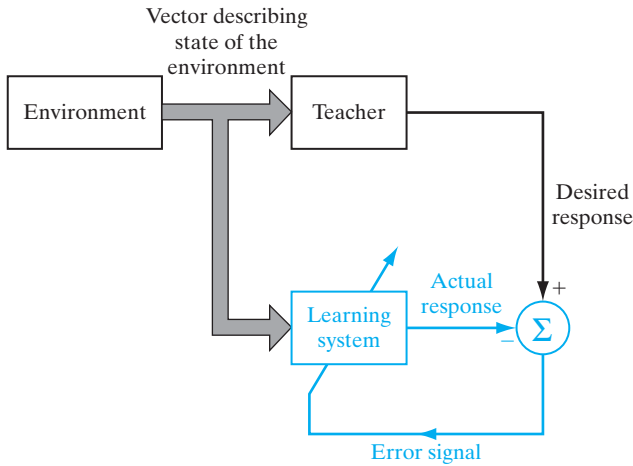 Vector describing
state of the
environment
Environment
Teacher
Desired
response
+
Actual
response
Learning
system
−
Σ
Error signal